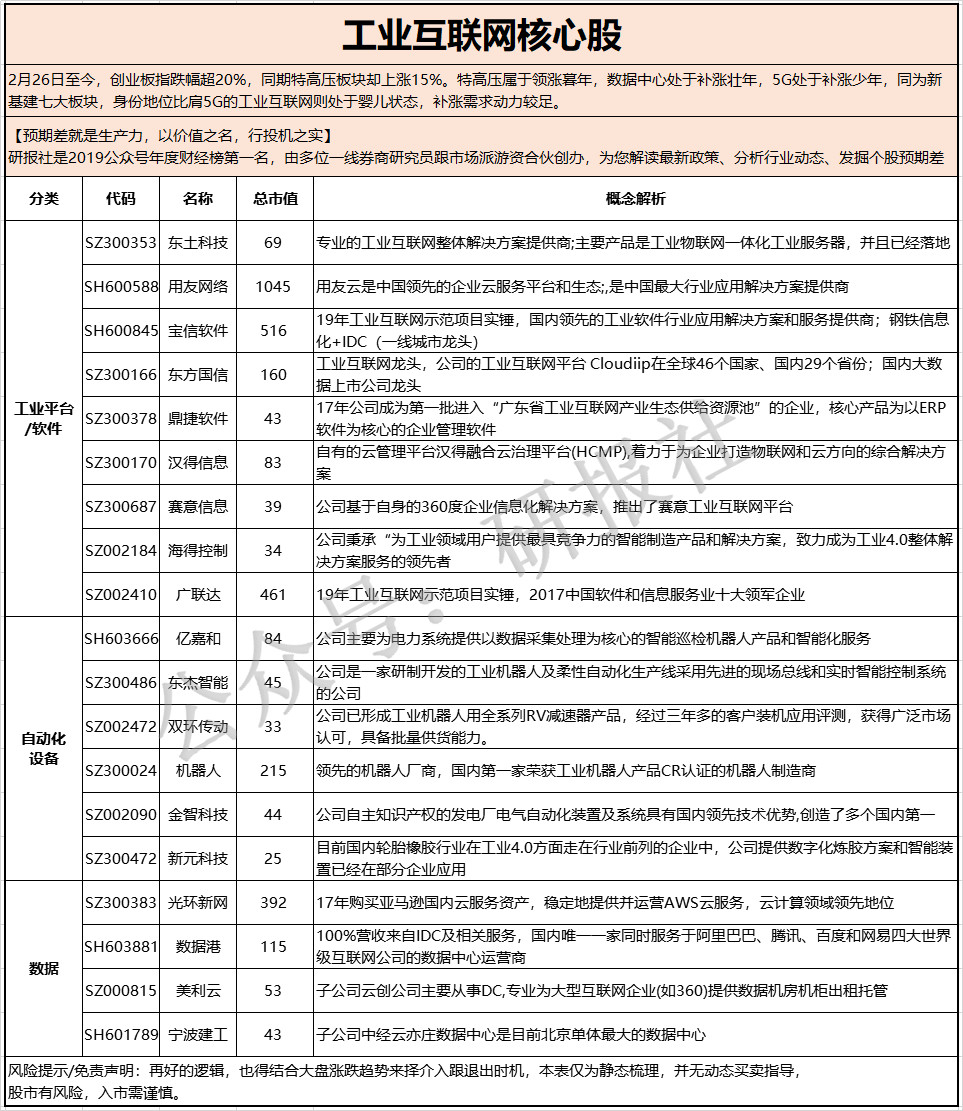 工业互联网核心股
2月26日至今，创业板指跌幅超20%，同期特高压板块却上涨15%。特高压属于领涨暮年，数据中心处于补涨壮年，5G处于补涨少年，同为新
基建七大板块，身份地位比肩5G的工业互联网则处于婴儿状态，补涨需求动力较足。
【预期差就是生产力，以价值之名，行投机之实】
研报社是2019公众号年度财经榜第一名，由多位一线券商研究员跟市场派游资合伙创办，为您解读最新政策、分析行业动态、发掘个股预期差
分类 代码 名称 总市值 概念解析
工业平台
/软件
SZ300353 东土科技 69 专业的工业互联网整体解决方案提供商;主要产品是工业物联网一体化工业服务器，并且已经落地
SH600588 用友网络 1045 用友云是中国领先的企业云服务平台和生态;,是中国最大行业应用解决方案提供商
SH600845 宝信软件 516 19年工业互联网示范项目实锤，国内领先的工业软件行业应用解决方案和服务提供商；钢铁信息
化+IDC（一线城市龙头）
SZ300166 东方国信 160 工业互联网龙头，公司的工业互联网平台 Cloudiip在全球46个国家、国内29个省份；国内大数
据上市公司龙头
SZ300378 鼎捷软件 43 17年公司成为第一批进入“广东省工业互联网产业生态供给资源池”的企业，核心产品为以ERP
软件为核心的企业管理软件
SZ300170 汉得信息 83 自有的云管理平台汉得融合云治理平台(HCMP),着力于为企业打造物联网和云方向的综合解决方
案
SZ300687 赛意信息 39 公司基于自身的360度企业信息化解决方案，推出了赛意工业互联网平台
SZ002184 海得控制 34 公司秉承“为工业领域用户提供最具竞争力的智能制造产品和解决方案，致力成为工业4.0整体解
决方案服务的领先者
SZ002410 广联达 461 19年工业互联网示范项目实锤，2017中国软件和信息服务业十大领军企业
自动化
设备
SH603666 亿嘉和 84 公司主要为电力系统提供以数据采集处理为核心的智能巡检机器人产品和智能化服务
SZ300486 东杰智能 45 公司是一家研制开发的工业机器人及柔性自动化生产线采用先进的现场总线和实时智能控制系统
的公司
SZ002472 双环传动 33 公司已形成工业机器人用全系列RV减速器产品，经过三年多的客户装机应用评测，获得广泛市场
认可，具备批量供货能力。
SZ300024 机器人 215 领先的机器人厂商，国内第一家荣获工业机器人产品CR认证的机器人制造商
SZ002090 金智科技 44 公司自主知识产权的发电厂电气自动化装置及系统具有国内领先技术优势,创造了多个国内第一
SZ300472 新元科技 25 目前国内轮胎橡胶行业在工业4.0方面走在行业前列的企业中，公司提供数字化炼胶方案和智能装
置已经在部分企业应用
数据
SZ300383 光环新网 392 17年购买亚马逊国内云服务资产，稳定地提供并运营AWS云服务，云计算领域领先地位
SH603881 数据港 115 100%营收来自IDC及相关服务，国内唯一一家同时服务于阿里巴巴、腾讯、百度和网易四大世界
级互联网公司的数据中心运营商
SZ000815 美利云 53 子公司云创公司主要从事DC,专业为大型互联网企业(如360)提供数据机房机柜出租托管
SH601789 宁波建工 43 子公司中经云亦庄数据中心是目前北京单体最大的数据中心
风险提示/免责声明：再好的逻辑，也得结合大盘涨跌趋势来择介入跟退出时机，本表仅为静态梳理，并无动态买卖指导，
股市有风险，入市需谨慎。
公众号：研报社